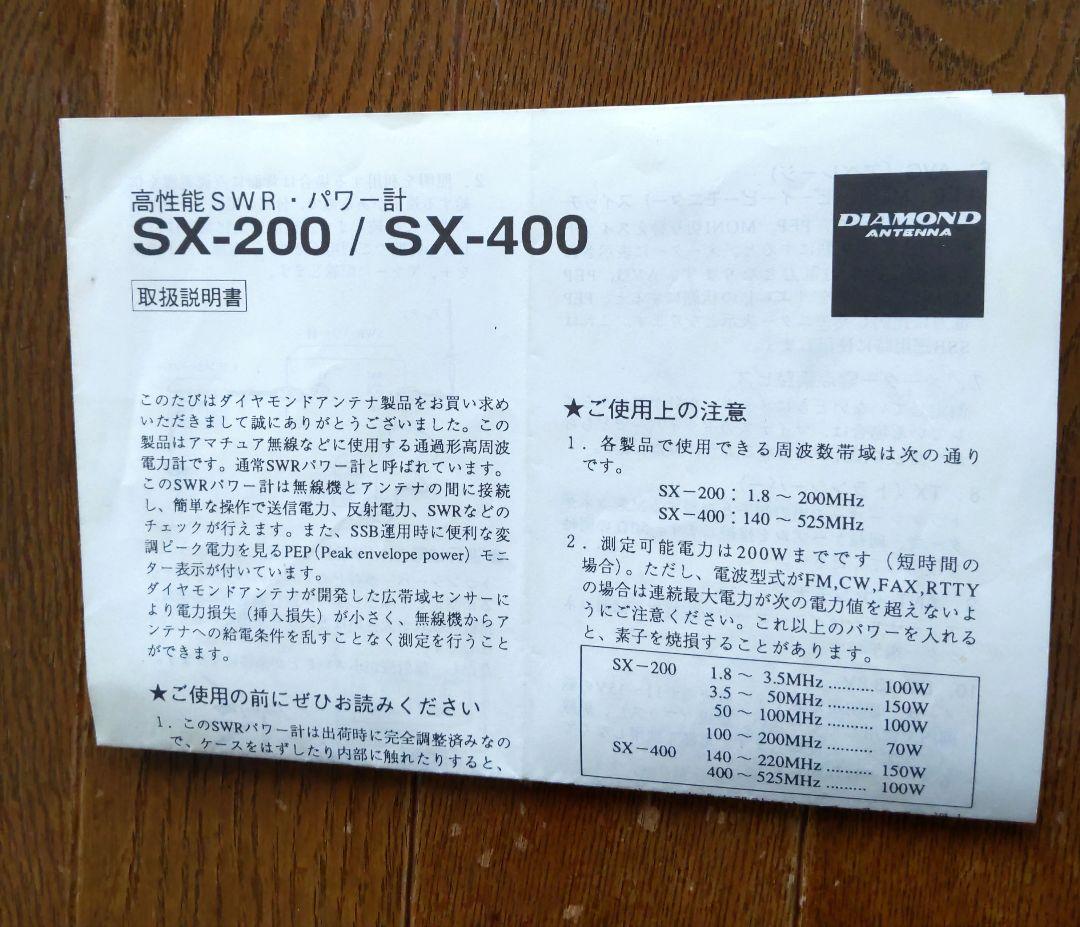 高性能SWR・パワー計
SX-200 / SX-400
取扱説明書
DIAMOND
ANTENNA
このたびはダイヤモンドアンテナ製品をお買い求め
いただきまして誠にありがとうございました。この
製品はアマチュア無線などに使用する通過形高周波
電力計です。通常SWRパワー計と呼ばれています。
このSWRパワー計は無線機とアンテナの間に接続
し、簡単な操作で送信電力、反射電力、SWRなどの
チェックが行えます。また、SSB運用時に便利な変
調ピーク電力を見るPEP(Peak envelope power)モニ
ター表示が付いています。
ダイヤモンドアンテナが開発した広帯域センサーに
より電力損失(挿入損失)が小さく、無線機からア
ンテナへの給電条件を乱すことなく測定を行うこと
ができます。
★ご使用の前にぜひお読みください
1．このSWRパワー計は出荷時に完全調整済みなの
で、ケースをはずしたり内部に触れたりすると、
★ご使用上の注意
1．各製品で使用できる周波数帯域は次の通り
です。
SX－200：1.8 ～ 200MHz
SX－400：140 ～ 525MHz
2．測定可能電力は200Wまでです（短時間の
場合）。ただし、電波型式がFM,CW,FAX,RTTY
の場合は連続最大電力が次の電力値を超えないよ
うにご注意ください。これ以上のパワーを入れる
と、素子を焼損することがあります。
SX－200 1.8 ～ 3.5MHz .......... 100W
3.5 ～ 50MHz .......... 150W
50 ～ 100MHz .......... 100W
100 ～ 200MHz .......... 70W
SX－400 140 ～ 220MHz .......... 150W
400 ～ 525MHz ......... 100W